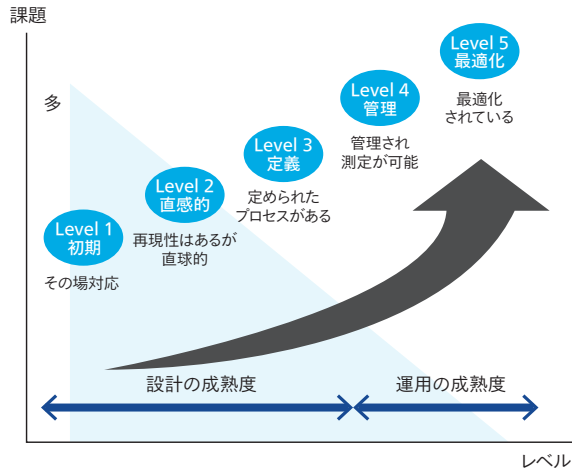 課題
多
Level 1
初期
その場対応
Level 2
直感的
再現性はあるが
直球的
Level 3
定義
定められた
プロセスがある
Level 4
管理
管理され
測定が可能
Level 5
最適化
最適化
されている
設計の成熟度
運用の成熟度
レベル